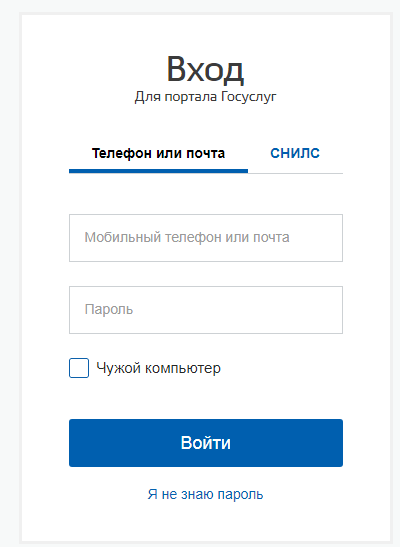 Вход
Для портала Госуслуг
Телефон или почта СНИЛС
Мобильный телефон или почта
Пароль
Чужой компьютер
Войти
Я не знаю пароль